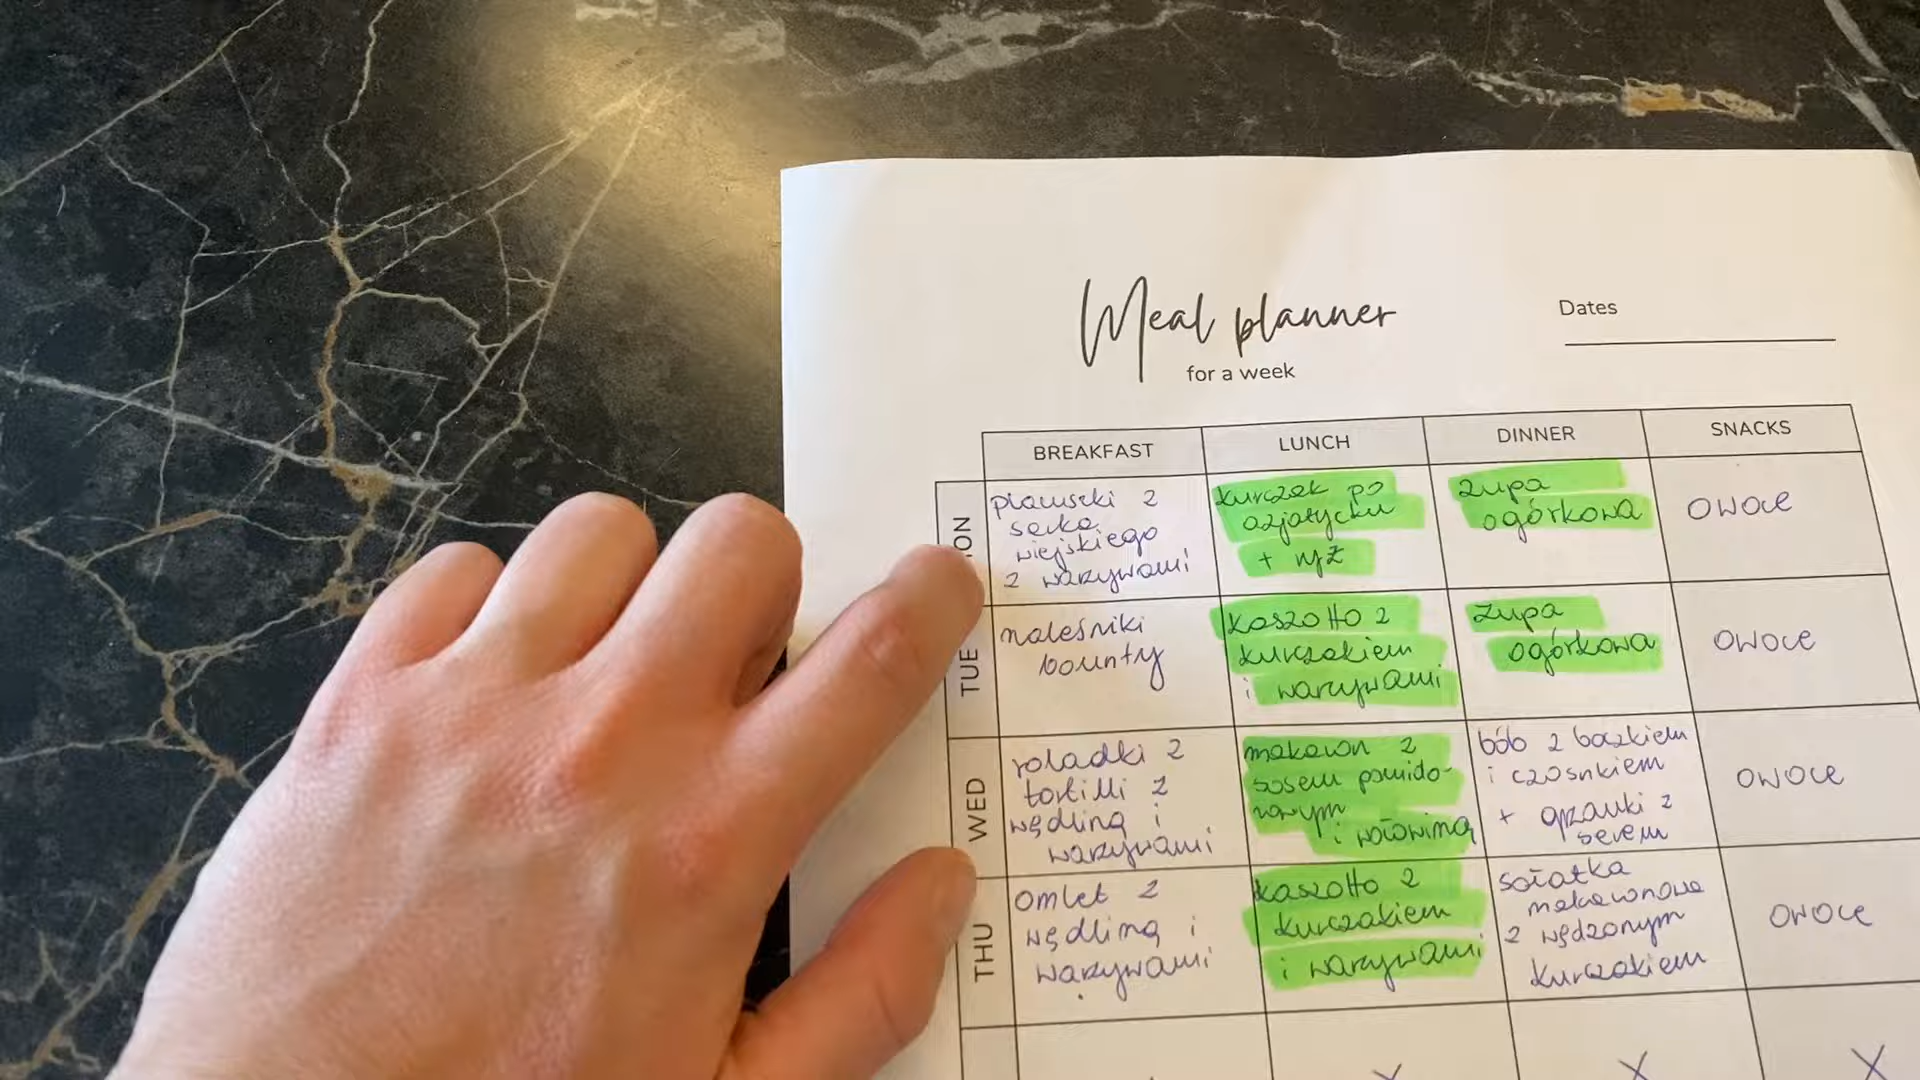 Meal planner
for a week
Dates
BREAKFAST
LUNCH
DINNER
SNACKS
MON
placuszki z
serka
wiejskiego
z warzywami
kurczak po
azjatycku
+ ryż
zupa
ogórkowa
owoce
TUE
naleśniki
bounty
kaszotto z
kurczakiem
i warzywami
zupa
ogórkowa
owoce
WED
roladki z
tortilli z
wędliną i
warzywami
makaron z
sosem pomido-
rowym
i wołowiną
bób z boczkiem
i czosnkiem
+ grzanki z
serem
owoce
THU
omlet z
wędliną i
warzywami
kaszotto z
kurczakiem
i warzywami
sałatka
makaronowa
z wędzonym
kurczakiem
owoce
X
X